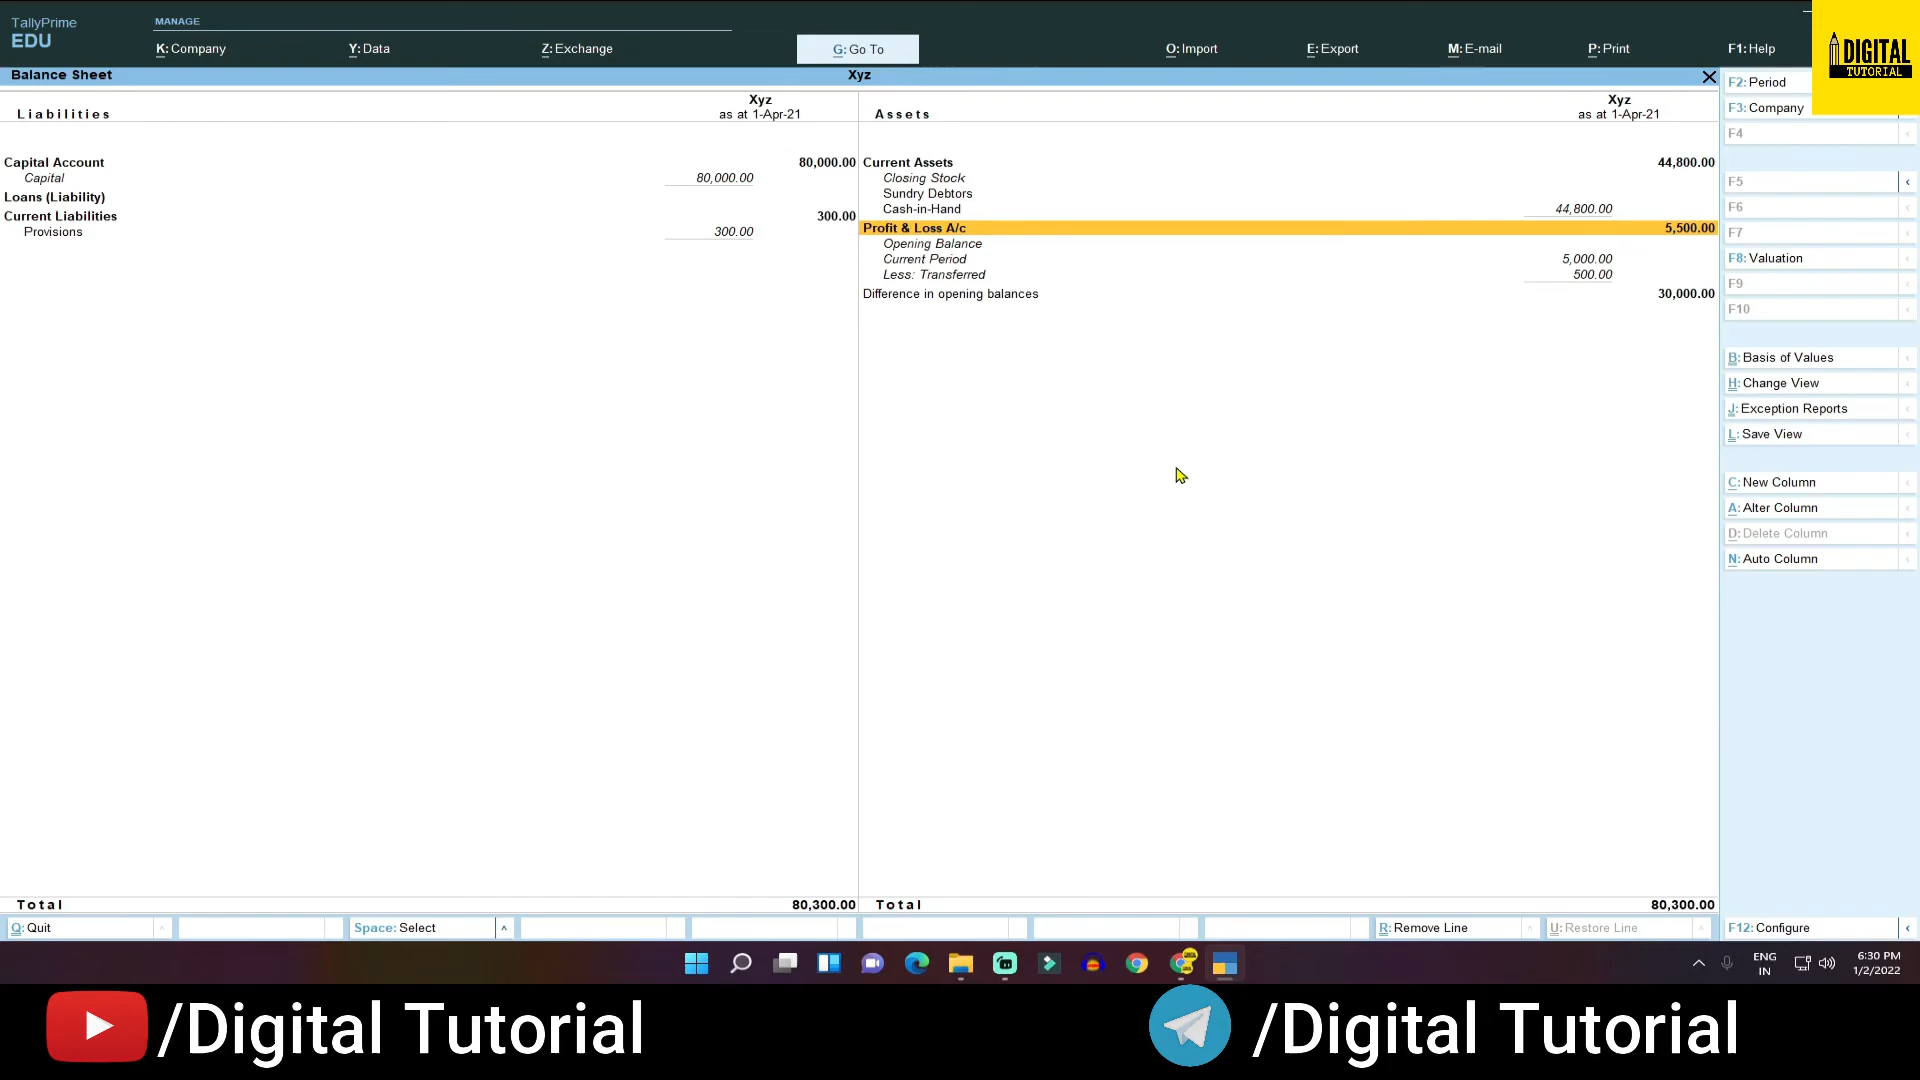 TallyPrime
EDU
MANAGE
K: Company
Y: Data
Z: Exchange
G: Go To
O: Import
E: Export
M: E-mail
P: Print
F1: Help
DIGITAL
TUTORIAL
Balance Sheet
Xyz
Liabilities
Xyz
as at 1-Apr-21
Assets
Xyz
as at 1-Apr-21
Capital Account 80,000.00
Capital 80,000.00
Loans (Liability)
Current Liabilities 300.00
Provisions 300.00
Current Assets 44,800.00
Closing Stock
Sundry Debtors
Cash-in-Hand 44,800.00
Profit & Loss A/c 5,500.00
Opening Balance
Current Period 5,000.00
Less: Transferred 500.00
Difference in opening balances 30,000.00
Total 80,300.00
Total 80,300.00
F2: Period
F3: Company
F4
F5
F6
F7
F8: Valuation
F9
F10
B: Basis of Values
H: Change View
J: Exception Reports
L: Save View
C: New Column
A: Alter Column
D: Delete Column
N: Auto Column
Q: Quit
Space: Select
R: Remove Line
U: Restore Line
F12: Configure
ENG
IN
6:30 PM
1/2/2022
/Digital Tutorial
/Digital Tutorial